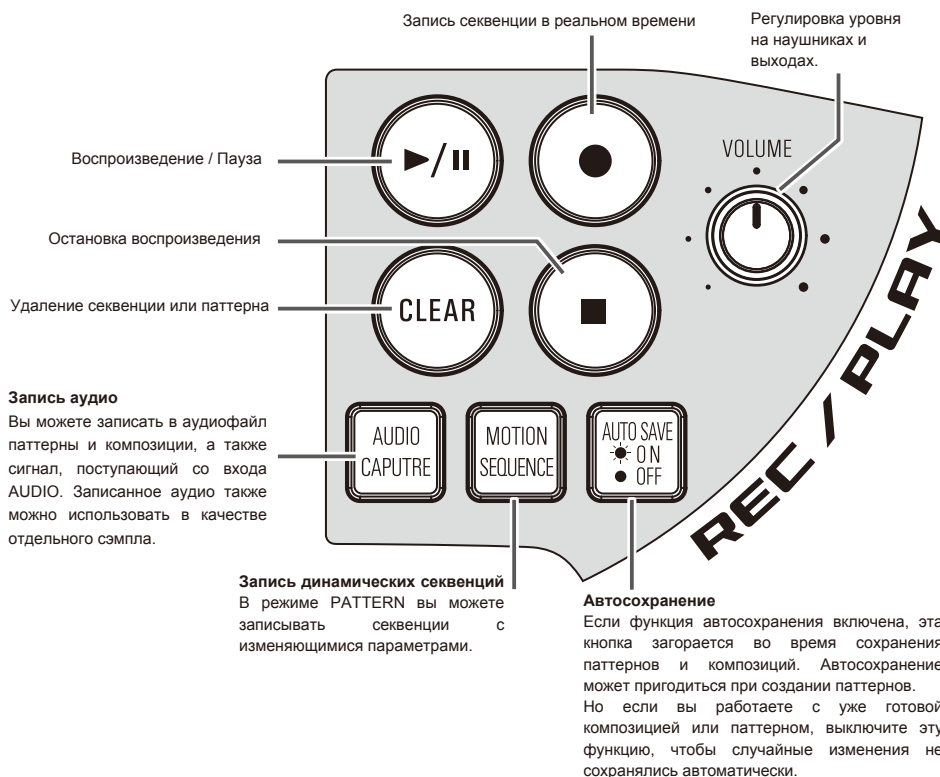 Запись секвенции в реальном времени
Регулировка уровня
на наушниках и
выходах.
VOLUME
Воспроизведение / Пауза
Остановка воспроизведения
CLEAR
Удаление секвенции или паттерна
REC / PLAY
Запись аудио
Вы можете записать в аудиофайл
паттерны и композиции, а также
сигнал, поступающий со входа
AUDIO. Записанное аудио также
можно использовать в качестве
отдельного сэмпла.
AUDIO
CAPUTRE
MOTION
SEQUENCE
AUTO SAVE
ON
OFF
Запись динамических секвенций
В режиме PATTERN вы можете
записывать секвенции с
изменяющимися параметрами.
Автосохранение
Если функция автосохранения включена, эта
кнопка загорается во время сохранения
паттернов и композиций. Автосохранение
может пригодиться при создании паттернов.
Но если вы работаете с уже готовой
композицией или паттерном, выключите эту
функцию, чтобы случайные изменения не
сохранялись автоматически.